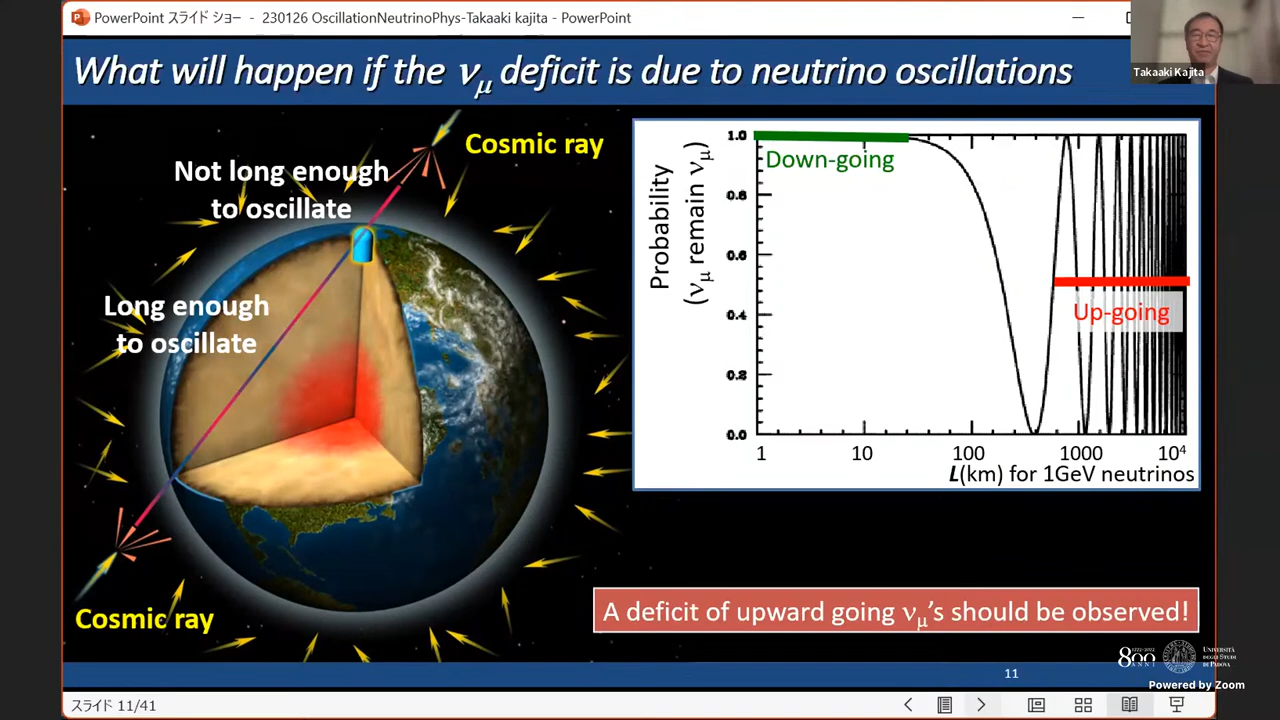 PowerPoint スライド ショー - 230126 OscillationNeutrinoPhys-Takaaki kajita - PowerPoint
Takaaki Kajita
What will happen if the νμ deficit is due to neutrino oscillations
Cosmic ray
Not long enough
to oscillate
Long enough
to oscillate
Cosmic ray
Probability
(νμ remain νμ)
1.0
0.8
0.6
0.4
0.2
0.0
Down-going
Up-going
1 10 100 1000 10⁴
L(km) for 1GeV neutrinos
A deficit of upward going νμ’s should be observed!
11
800
ANNI
UNIVERSITÀ
DEGLI STUDI
DI PADOVA
Powered by Zoom
スライド 11/41